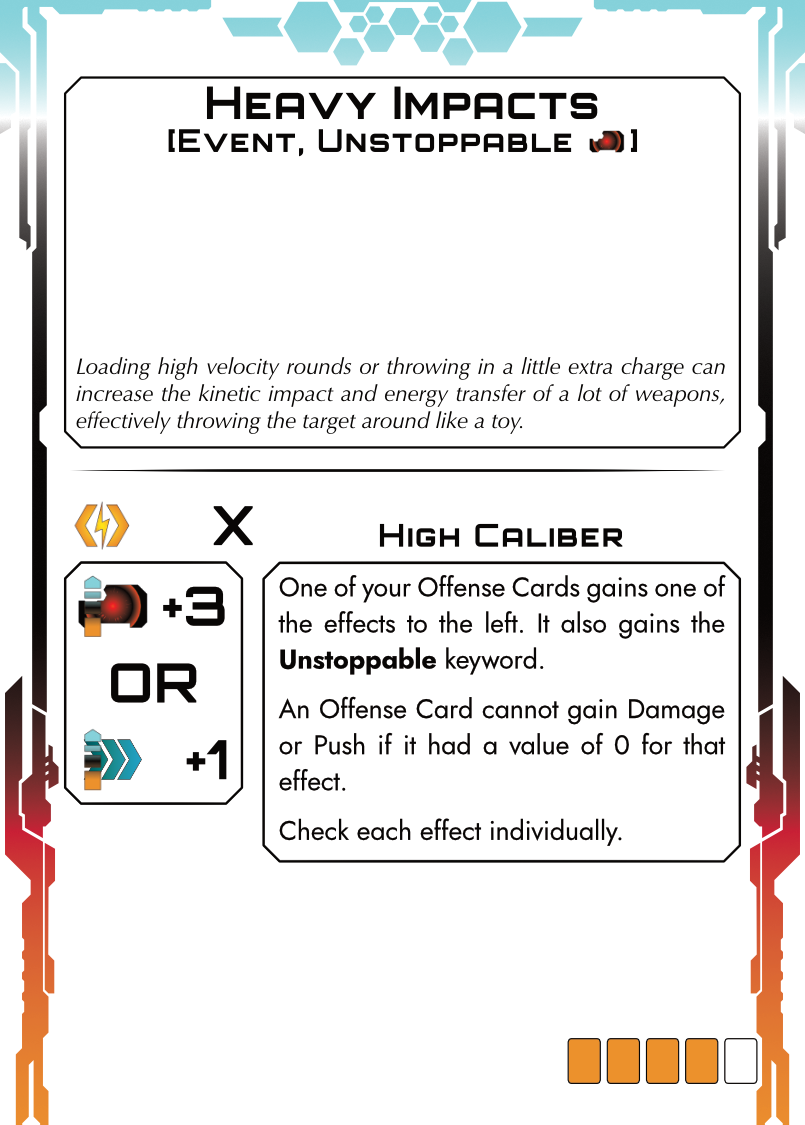 Heavy Impacts
[Event, Unstoppable ]
Loading high velocity rounds or throwing in a little extra charge can
increase the kinetic impact and energy transfer of a lot of weapons,
effectively throwing the target around like a toy.
X
High Caliber
+3
OR
+1
One of your Offense Cards gains one of
the effects to the left. It also gains the
Unstoppable keyword.
An Offense Card cannot gain Damage
or Push if it had a value of 0 for that
effect.
Check each effect individually.